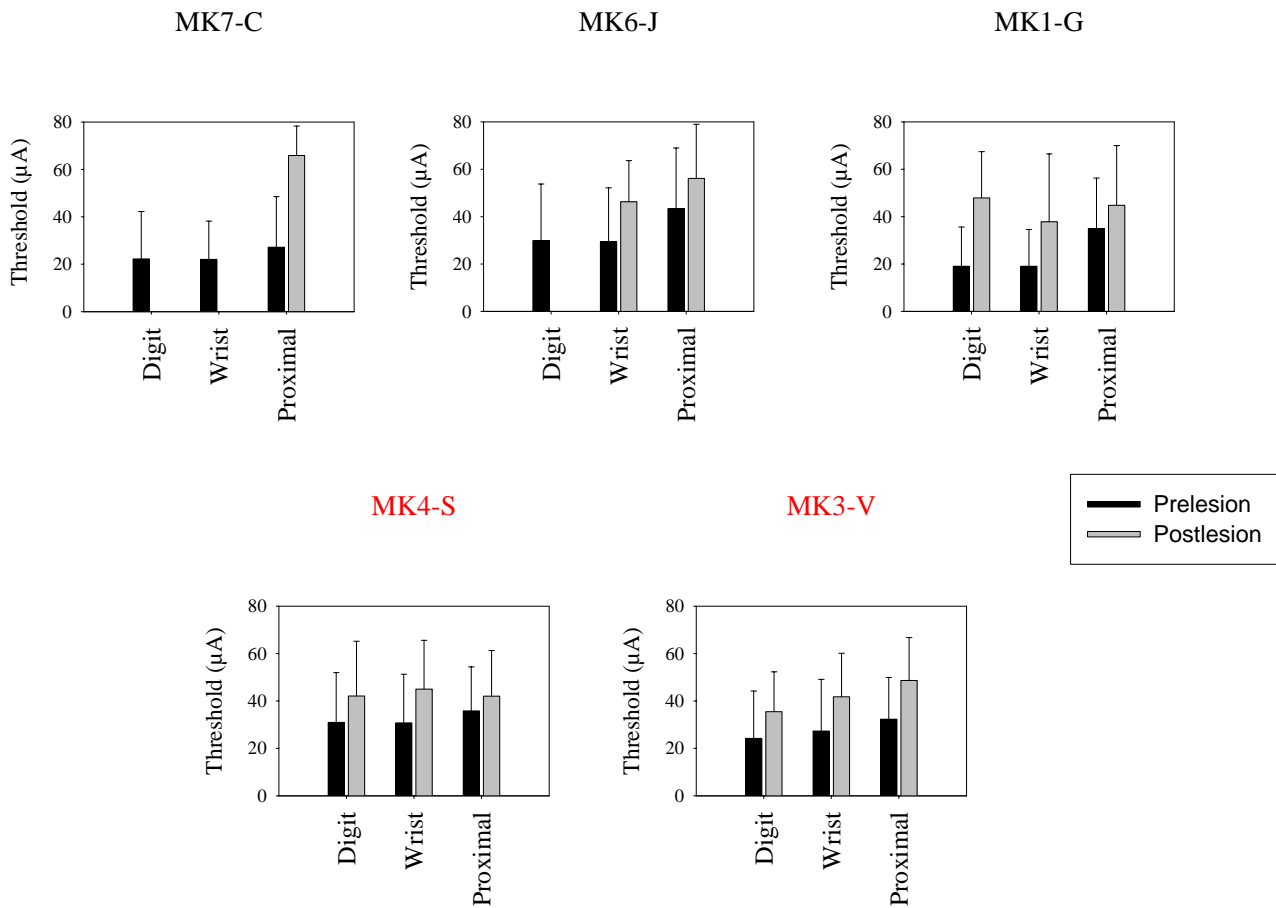 MK7-C
MK6-J
MK1-G
Threshold (µA)
80
60
40
20
0
Digit
Wrist
Proximal
Threshold (µA)
80
60
40
20
0
Digit
Wrist
Proximal
Threshold (µA)
80
60
40
20
0
Digit
Wrist
Proximal
MK4-S
MK3-V
Prelesion
Postlesion
Threshold (µA)
80
60
40
20
0
Digit
Wrist
Proximal
Threshold (µA)
80
60
40
20
0
Digit
Wrist
Proximal